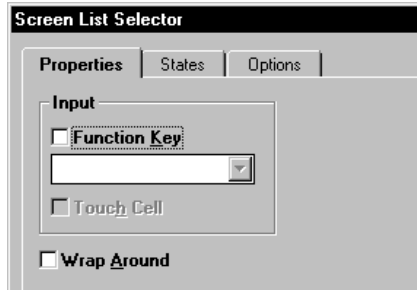 Screen List Selector
Properties States Options
Input
Function Key
Touch Cell
Wrap Around